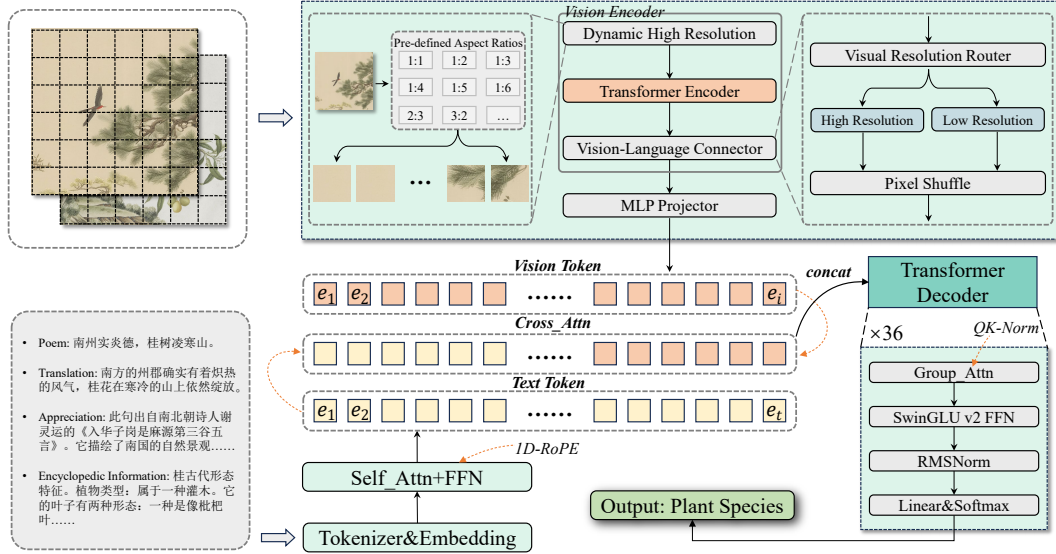 Vision Encoder
Pre-defined Aspect Ratios
1:1 1:2 1:3
1:4 1:5 1:6
2:3 3:2 ...
...
Dynamic High Resolution
Transformer Encoder
Vision-Language Connector
MLP Projector
Visual Resolution Router
High Resolution Low Resolution
Pixel Shuffle
Vision Token
e1 e2 ...... ei
Cross_Attn
......
Text Token
e1 e2 ...... et
concat
Transformer
Decoder
×36
QK-Norm
Group_Attn
SwinGLU v2 FFN
RMSNorm
Linear&Softmax
• Poem: 南州实炎德，桂树凌寒山。
• Translation: 南方的州郡确实有着炽热
的风气，桂花在寒冷的山上依然绽放。
• Appreciation: 此句出自南北朝诗人谢
灵运的《入华子岗是麻源第三谷五
言》。它描绘了南国的自然景观……
• Encyclopedic Information: 桂古代形态
特征。植物类型：属于一种灌木。它
的叶子有两种形态：一种是像枇杷
叶……
1D-RoPE
Self_Attn+FFN
Tokenizer&Embedding
Output: Plant Species